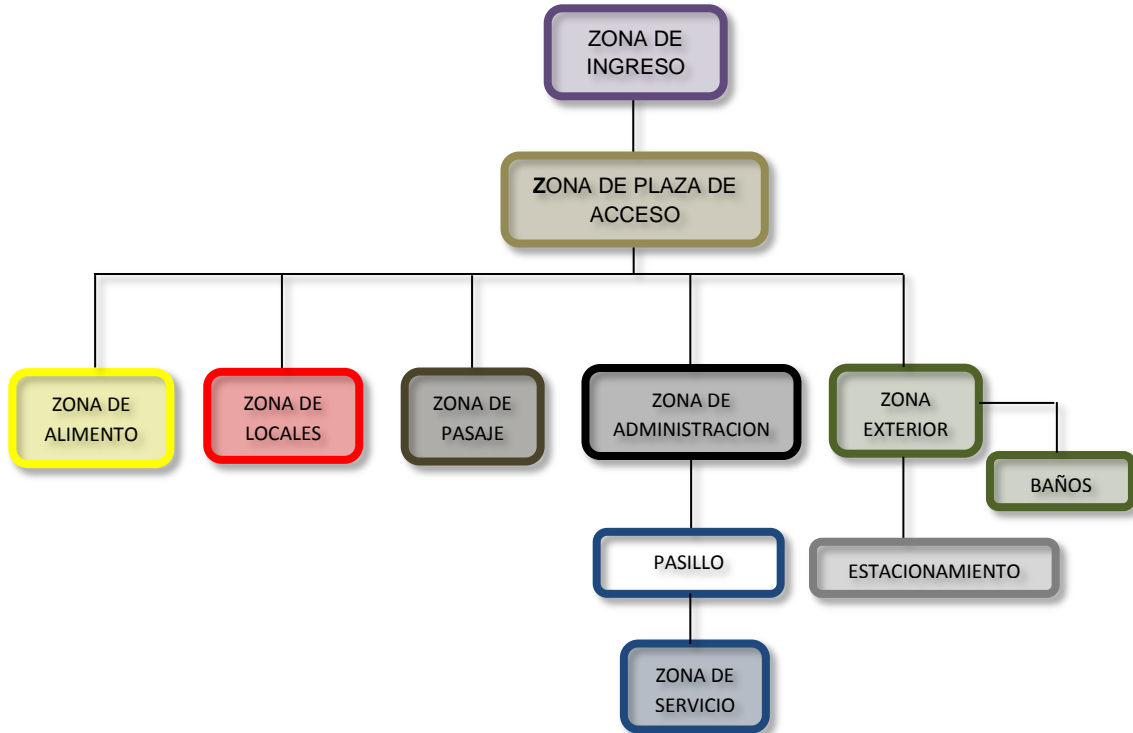 ZONA DE
INGRESO
ZONA DE PLAZA DE
ACCESO
ZONA DE
ALIMENTO
ZONA DE
LOCALES
ZONA DE
PASAJE
ZONA DE
ADMINISTRACION
ZONA
EXTERIOR
BAÑOS
PASILLO
ESTACIONAMIENTO
ZONA DE
SERVICIO